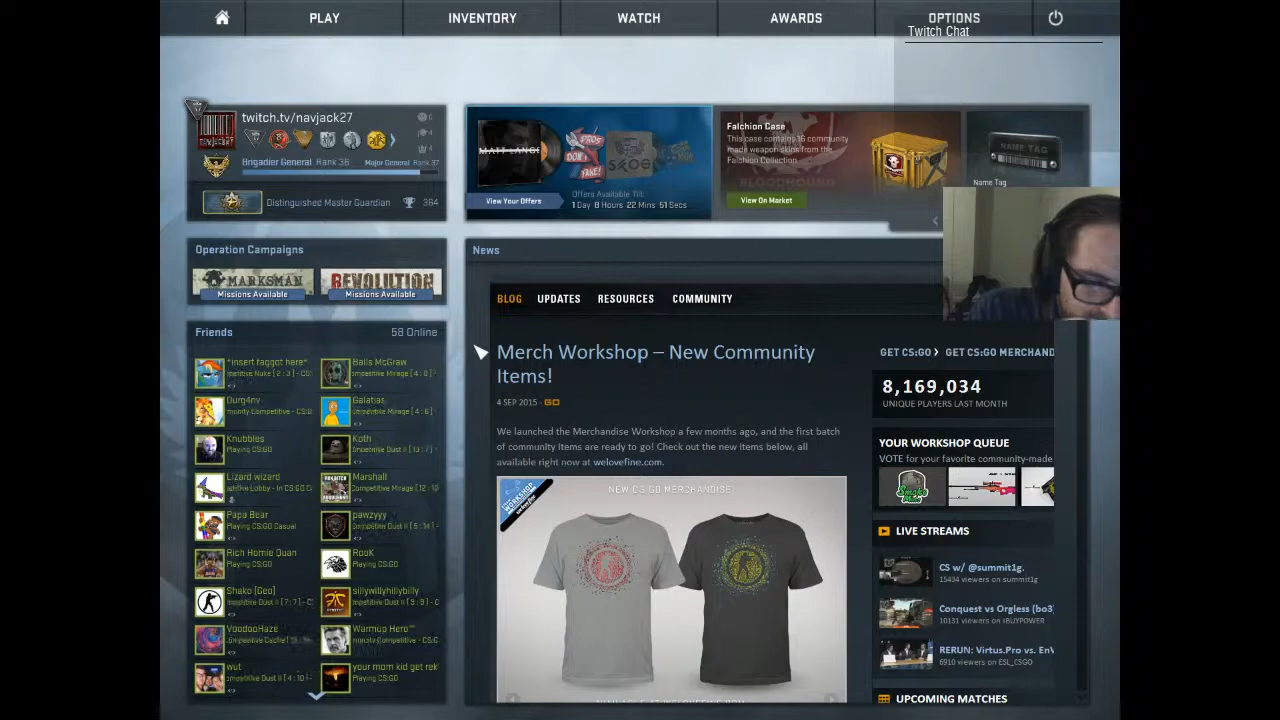 PLAY
INVENTORY
WATCH
AWARDS
OPTIONS
Twitch Chat
twitch.tv/navjack27
Brigadier General Rank 36
Major General Rank 37
Distinguished Master Guardian
364
MATT LANGE
PROS DON'T FAKE!
Offers Available Till:
1 Day 8 Hours 22 Mins 51 Secs
View Your Offers
Falchion Case
This case contains 16 community
made weapon skins from the
Falchion Collection
BLOODHOUND
View On Market
NAME TAG
Name Tag
Operation Campaigns
MARKSMAN
Missions Available
REVOLUTION
Missions Available
News
BLOG
UPDATES
RESOURCES
COMMUNITY
Friends
58 Online
*insert faggot here*
Balls McGraw
Durg4nv
Galatias
Knubbles
Playing CS:GO
Koth
Lizard wizard
Marshall
Papa Bear
Playing CS:GO Casual
pawzyyy
Rich Homie Quan
Playing CS:GO
RooK
Playing CS:GO
Shako [Geo]
sillywillyhillybilly
VoodooHaze
Warmup Hero
wut
your mom kid get rek
Playing CS:GO
Merch Workshop – New Community
Items!
4 SEP 2015 - GO
We launched the Merchandise Workshop a few months ago, and the first batch
of community items are ready to go! Check out the new items below, all
available right now at welovefine.com.
NEW CS:GO MERCHANDISE!
GET CS:GO
GET CS:GO MERCHAND
8,169,034
UNIQUE PLAYERS LAST MONTH
YOUR WORKSHOP QUEUE
VOTE for your favorite community-made
LIVE STREAMS
CS w/ @summit1g.
15434 viewers on summit1g
Conquest vs Orgless (bo3)
10131 viewers on iBUYPOWER
RERUN: Virtus.Pro vs. EnV
6910 viewers on ESL_CSGO
UPCOMING MATCHES